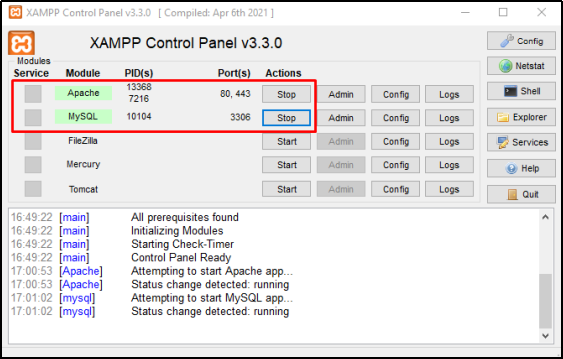 XAMPP Control Panel v3.3.0 [ Compiled: Apr 6th 2021 ]
XAMPP Control Panel v3.3.0
Config
Modules
Service Module PID(s) Port(s) Actions
Netstat
Apache 13368 7216 80, 443 Stop Admin Config Logs
Shell
MySQL 10104 3306 Stop Admin Config Logs
Explorer
FileZilla Start Admin Config Logs
Services
Mercury Start Admin Config Logs
Help
Tomcat Start Admin Config Logs
Quit
16:49:22 [main] All prerequisites found
16:49:22 [main] Initializing Modules
16:49:22 [main] Starting Check-Timer
16:49:22 [main] Control Panel Ready
17:00:53 [Apache] Attempting to start Apache app...
17:00:53 [Apache] Status change detected: running
17:01:02 [mysql] Attempting to start MySQL app...
17:01:02 [mysql] Status change detected: running